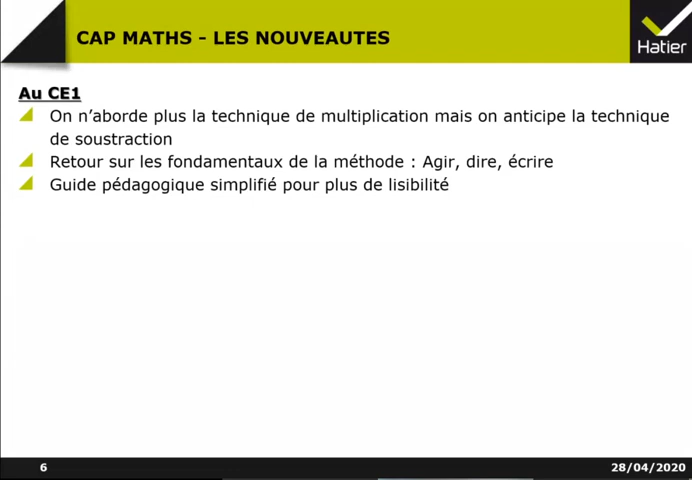 CAP MATHS - LES NOUVEAUTES
Hatier
Au CE1
On n'aborde plus la technique de multiplication mais on anticipe la technique
de soustraction
Retour sur les fondamentaux de la méthode : Agir, dire, écrire
Guide pédagogique simplifié pour plus de lisibilité
6
28/04/2020